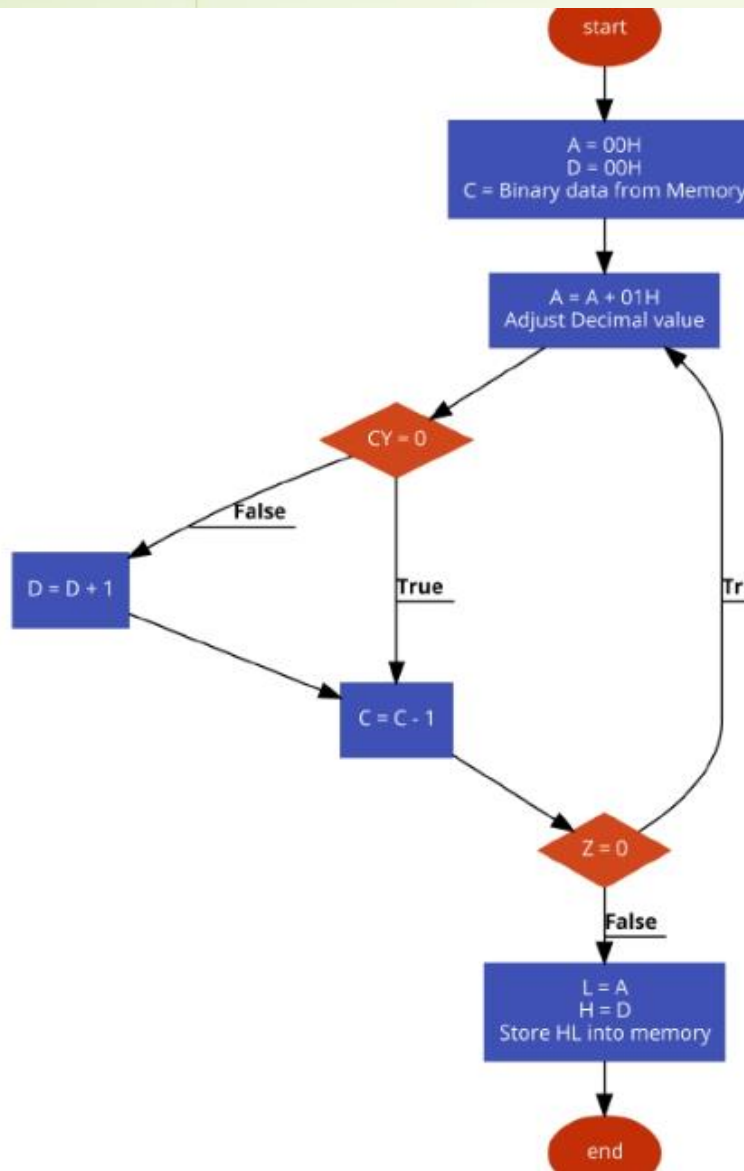 start
A = 00H
D = 00H
C = Binary data from Memory
A = A + 01H
Adjust Decimal value
CY = 0
False
D = D + 1
True
Tr
C = C - 1
Z = 0
False
L = A
H = D
Store HL into memory
end